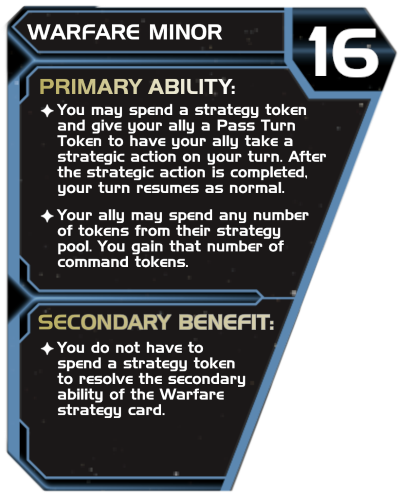 WARFARE MINOR
16
PRIMARY ABILITY:
You may spend a strategy token
and give your ally a Pass Turn
Token to have your ally take a
strategic action on your turn. After
the strategic action is completed,
your turn resumes as normal.
Your ally may spend any number
of tokens from their strategy
pool. You gain that number of
command tokens.
SECONDARY BENEFIT:
You do not have to
spend a strategy token
to resolve the secondary
ability of the Warfare
strategy card.